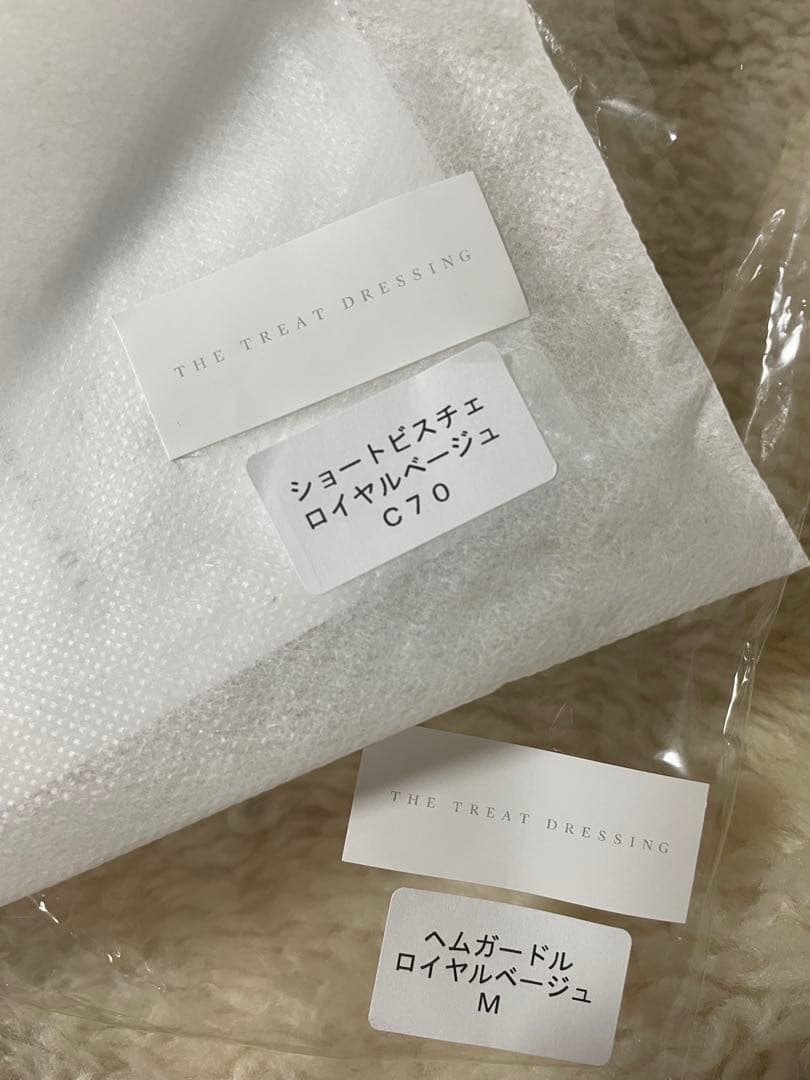 THE TREAT DRESSING
ショートビスチェ
ロイヤルベージュ
C70
THE TREAT DRESSING
ヘムガードル
ロイヤルベージュ
M